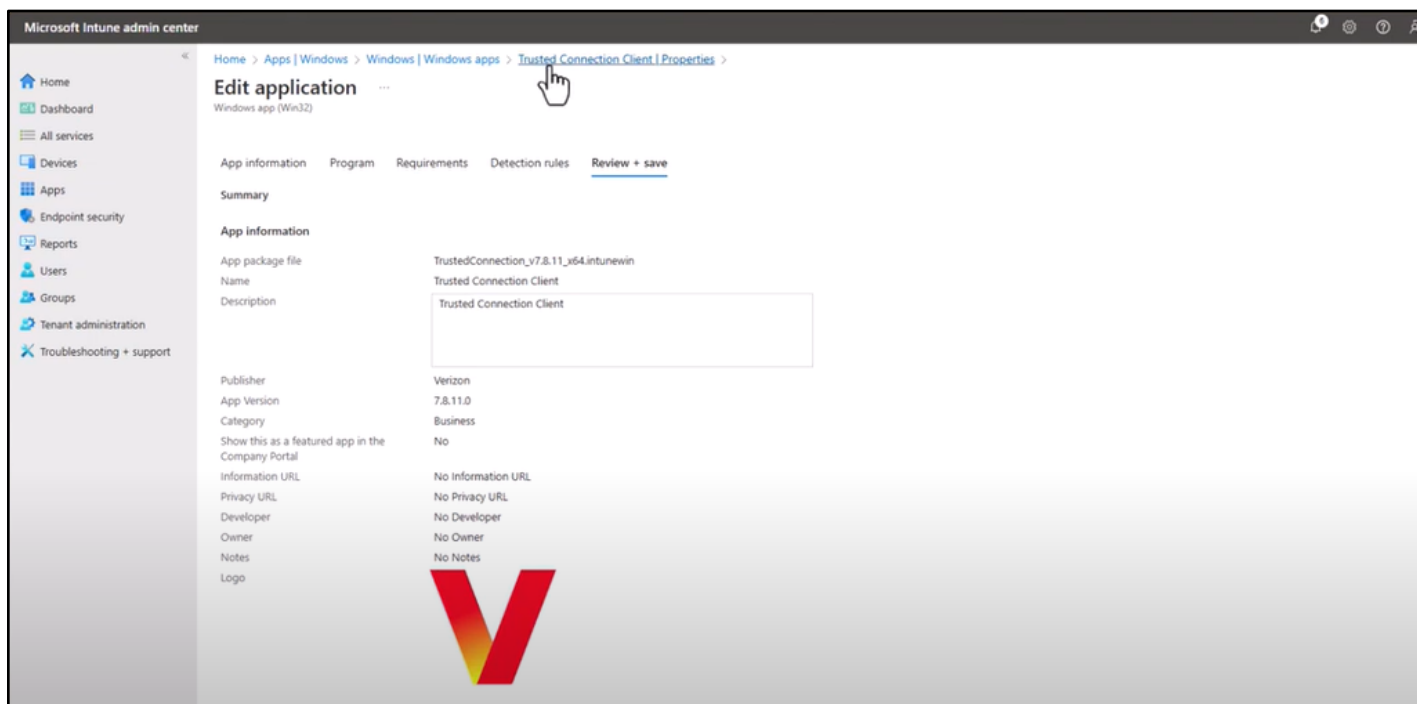 Microsoft Intune admin center
6
«
Home > Apps | Windows > Windows | Windows apps > Trusted Connection Client | Properties >
Edit application ...
Windows app (Win32)
Home
Dashboard
All services
Devices
Apps
Endpoint security
Reports
Users
Groups
Tenant administration
Troubleshooting + support
App information Program Requirements Detection rules Review + save
Summary
App information
App package file TrustedConnection_v7.8.11_x64.intunewin
Name Trusted Connection Client
Description Trusted Connection Client
Publisher Verizon
App Version 7.8.11.0
Category Business
Show this as a featured app in the No
Company Portal
Information URL No Information URL
Privacy URL No Privacy URL
Developer No Developer
Owner No Owner
Notes No Notes
Logo